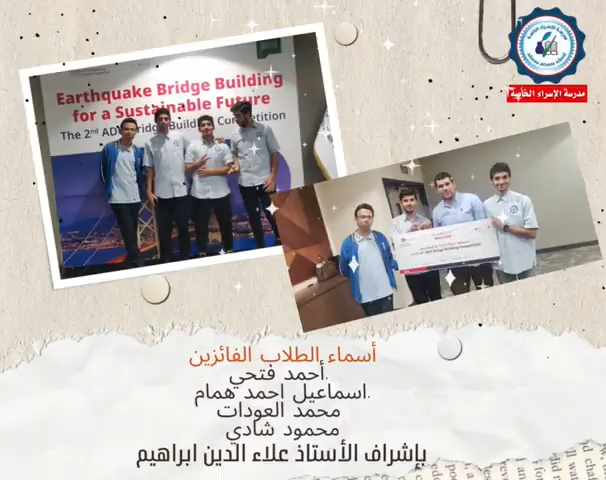 مدرسة الإسراء الخاصة
Earthquake Bridge Building
for a Sustainable Future
The 2nd ADU Bridge Building Competition
أسماء الطلاب الفائزين
أحمد فتحي.
اسماعيل احمد همام.
محمد العودات
محمود شادي
بإشراف الأستاذ علاء الدين ابراهيم